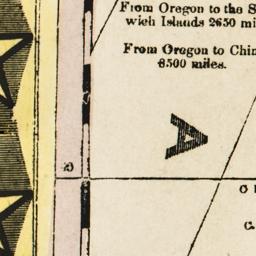 From Oregon to the S
wich Islands 2650 mi
From Oregon to Chin
8500 miles.
A